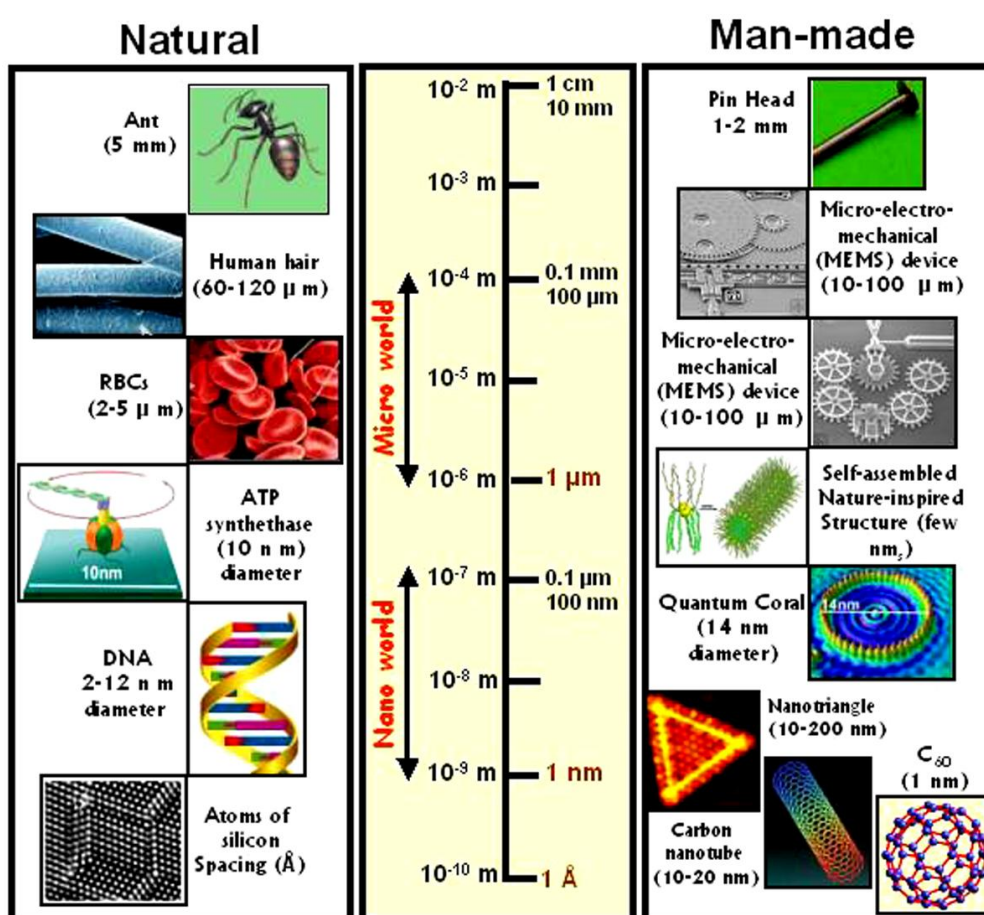 Natural
Man-made
Ant
(5 mm)
Human hair
(60-120 μ m)
RBCs
(2-5 μ m)
ATP
synthethase
(10 n m)
diameter
10nm
DNA
2-12 n m
diameter
Atoms of
silicon
Spacing (Å)
10⁻² m
1 cm
10 mm
10⁻³ m
10⁻⁴ m
0.1 mm
100 μm
10⁻⁵ m
10⁻⁶ m
1 μm
10⁻⁷ m
0.1 μm
100 nm
10⁻⁸ m
10⁻⁹ m
1 nm
10⁻¹⁰ m
1 Å
Micro world
Nano world
Pin Head
1-2 mm
Micro-electro-
mechanical
(MEMS) device
(10-100 μ m)
Micro-electro-
mechanical
(MEMS) device
(10-100 μ m)
Self-assembled
Nature-inspired
Structure (few
nmₛ)
Quantum Coral
(14 nm
diameter)
14nm
Nanotriangle
(10-200 nm)
Carbon
nanotube
(10-20 nm)
C₆₀
(1 nm)